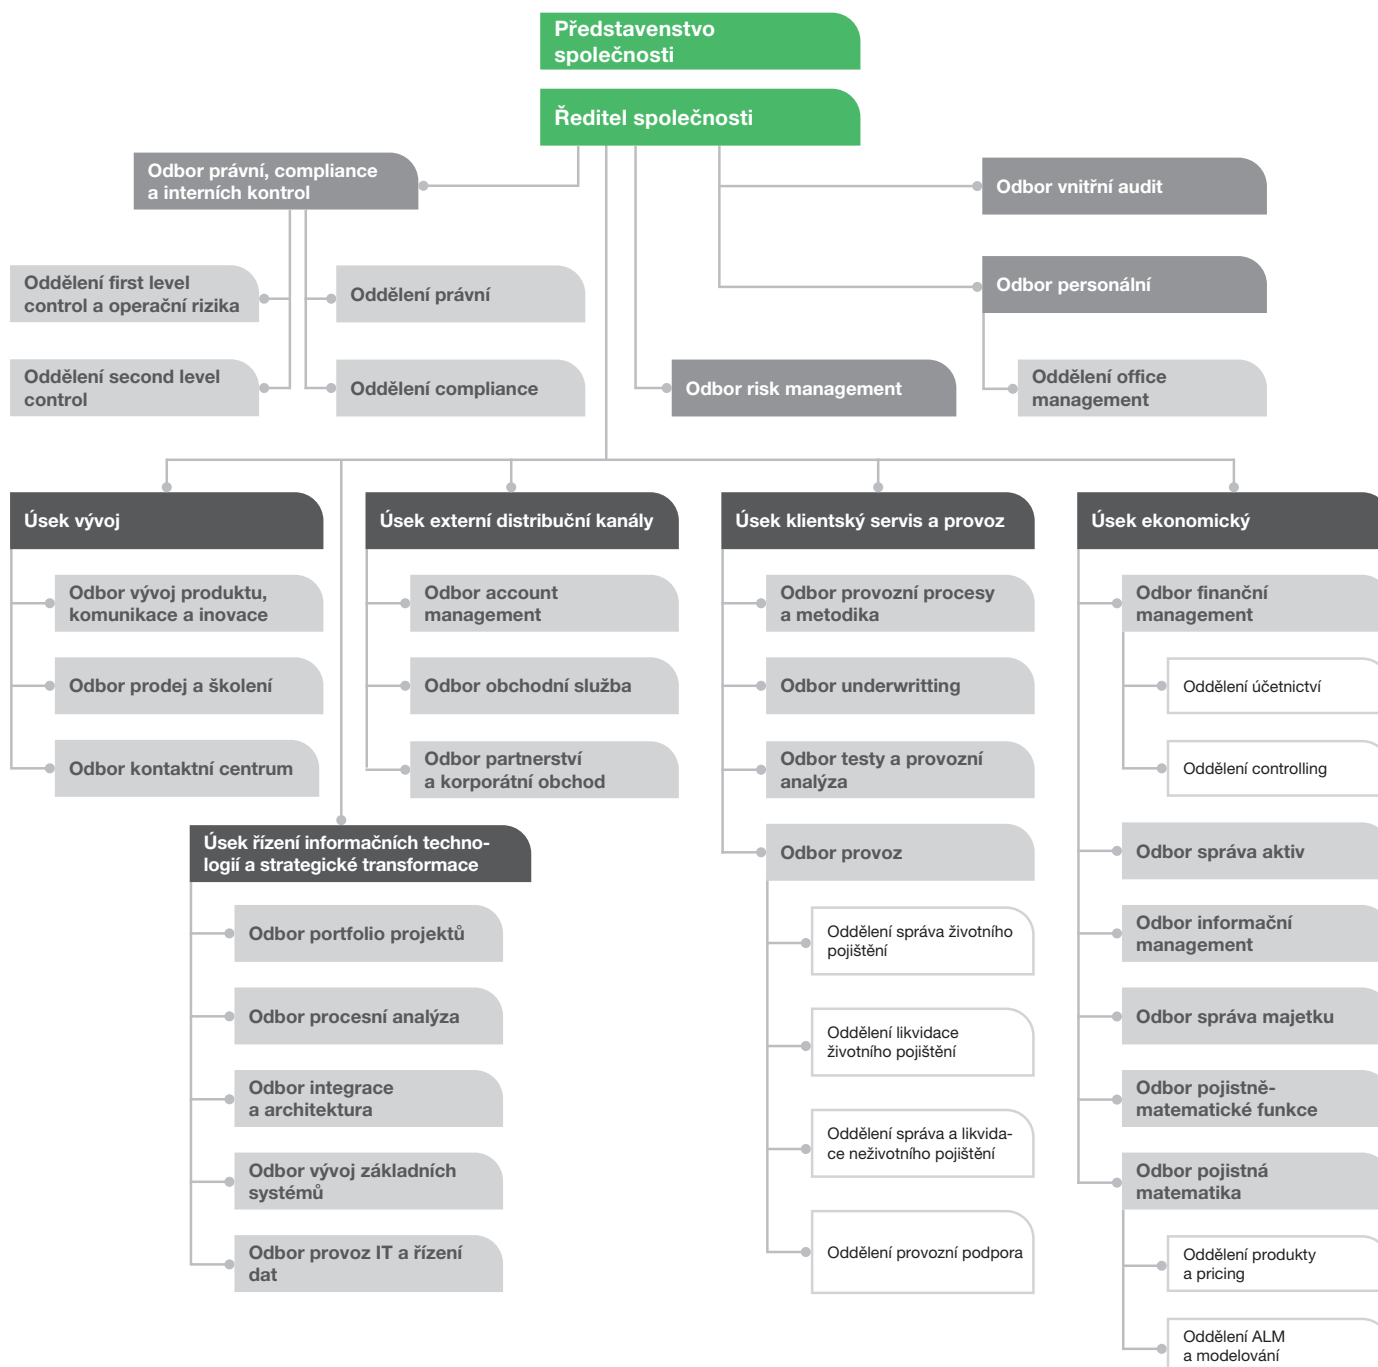 Představenstvo
společnosti
Ředitel společnosti
Odbor právní, compliance
a interních kontrol
Odbor vnitřní audit
Oddělení first level
control a operační rizika
Oddělení právní
Odbor personální
Oddělení second level
control
Oddělení compliance
Odbor risk management
Oddělení office
management
Úsek vývoj
Odbor vývoj produktu,
komunikace a inovace
Odbor prodej a školení
Odbor kontaktní centrum
Úsek externí distribuční kanály
Odbor account
management
Odbor obchodní služba
Odbor partnerství
a korporátní obchod
Úsek řízení informačních techno-
logií a strategické transformace
Odbor portfolio projektů
Odbor procesní analýza
Odbor integrace
a architektura
Odbor vývoj základních
systémů
Odbor provoz IT a řízení
dat
Úsek klientský servis a provoz
Odbor provozní procesy
a metodika
Odbor underwritting
Odbor testy a provozní
analýza
Odbor provoz
Oddělení správa životního
pojištění
Oddělení likvidace
životního pojištění
Oddělení správa a likvida-
ce neživotního pojištění
Oddělení provozní podpora
Úsek ekonomický
Odbor finanční
management
Oddělení účetnictví
Oddělení controlling
Odbor správa aktiv
Odbor informační
management
Odbor správa majetku
Odbor pojistně-
matematické funkce
Odbor pojistná
matematika
Oddělení produkty
a pricing
Oddělení ALM
a modelování